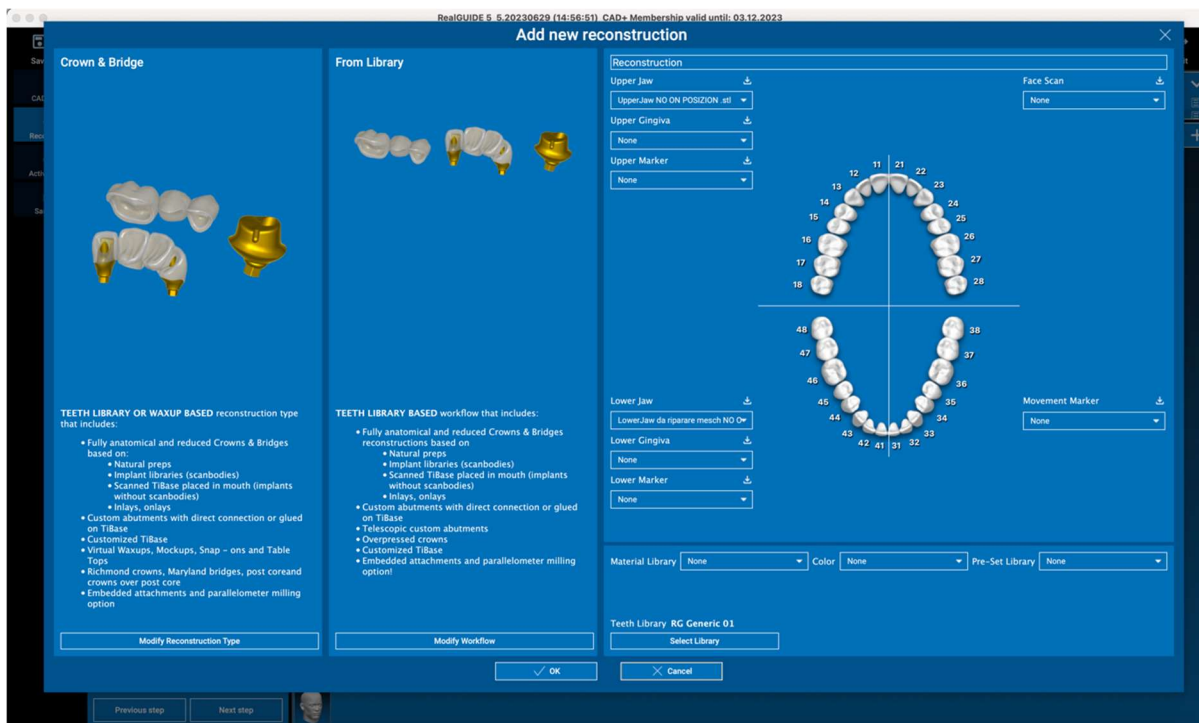 RealGUIDE 5 5.20230629 (14:56:51) CAD+ Membership valid until: 03.12.2023
Add new reconstruction
Crown & Bridge
TEETH LIBRARY OR WAXUP BASED reconstruction type
that includes:
• Fully anatomical and reduced Crowns & Bridges
based on:
• Natural preps
• Implant libraries (scanbodies)
• Scanned TiBase placed in mouth (implants
without scanbodies)
• Inlays, onlays
• Custom abutments with direct connection or glued
on TiBase
• Customized TiBase
• Virtual Waxups, Mockups, Snap - ons and Table
Tops
• Richmond crowns, Maryland bridges, post coreand
crowns over post core
• Embedded attachments and parallelometer milling
option
Modify Reconstruction Type
From Library
TEETH LIBRARY BASED workflow that includes:
• Fully anatomical and reduced Crowns & Bridges
reconstructions based on
• Natural preps
• Implant libraries (scanbodies)
• Scanned TiBase placed in mouth (implants
without scanbodies)
• Inlays, onlays
• Custom abutments with direct connection or glued
on TiBase
• Telescopic custom abutments
• Overpressed crowns
• Customized TiBase
• Embedded attachments and parallelometer milling
option!
Modify Workflow
Reconstruction
Upper Jaw
UpperJaw NO ON POSIZION .stl
Upper Gingiva
None
Upper Marker
None
Face Scan
None
11 21
12 22
13 23
14 24
15 25
16 26
17 27
18 28
48 38
47 37
46 36
45 35
44 34
43 33
42 41 31 32
Lower Jaw
LowerJaw da riparare mesch NO O
Lower Gingiva
None
Lower Marker
None
Movement Marker
None
Material Library None Color None Pre-Set Library None
Teeth Library RG Generic 01
Select Library
OK Cancel
Previous step Next step